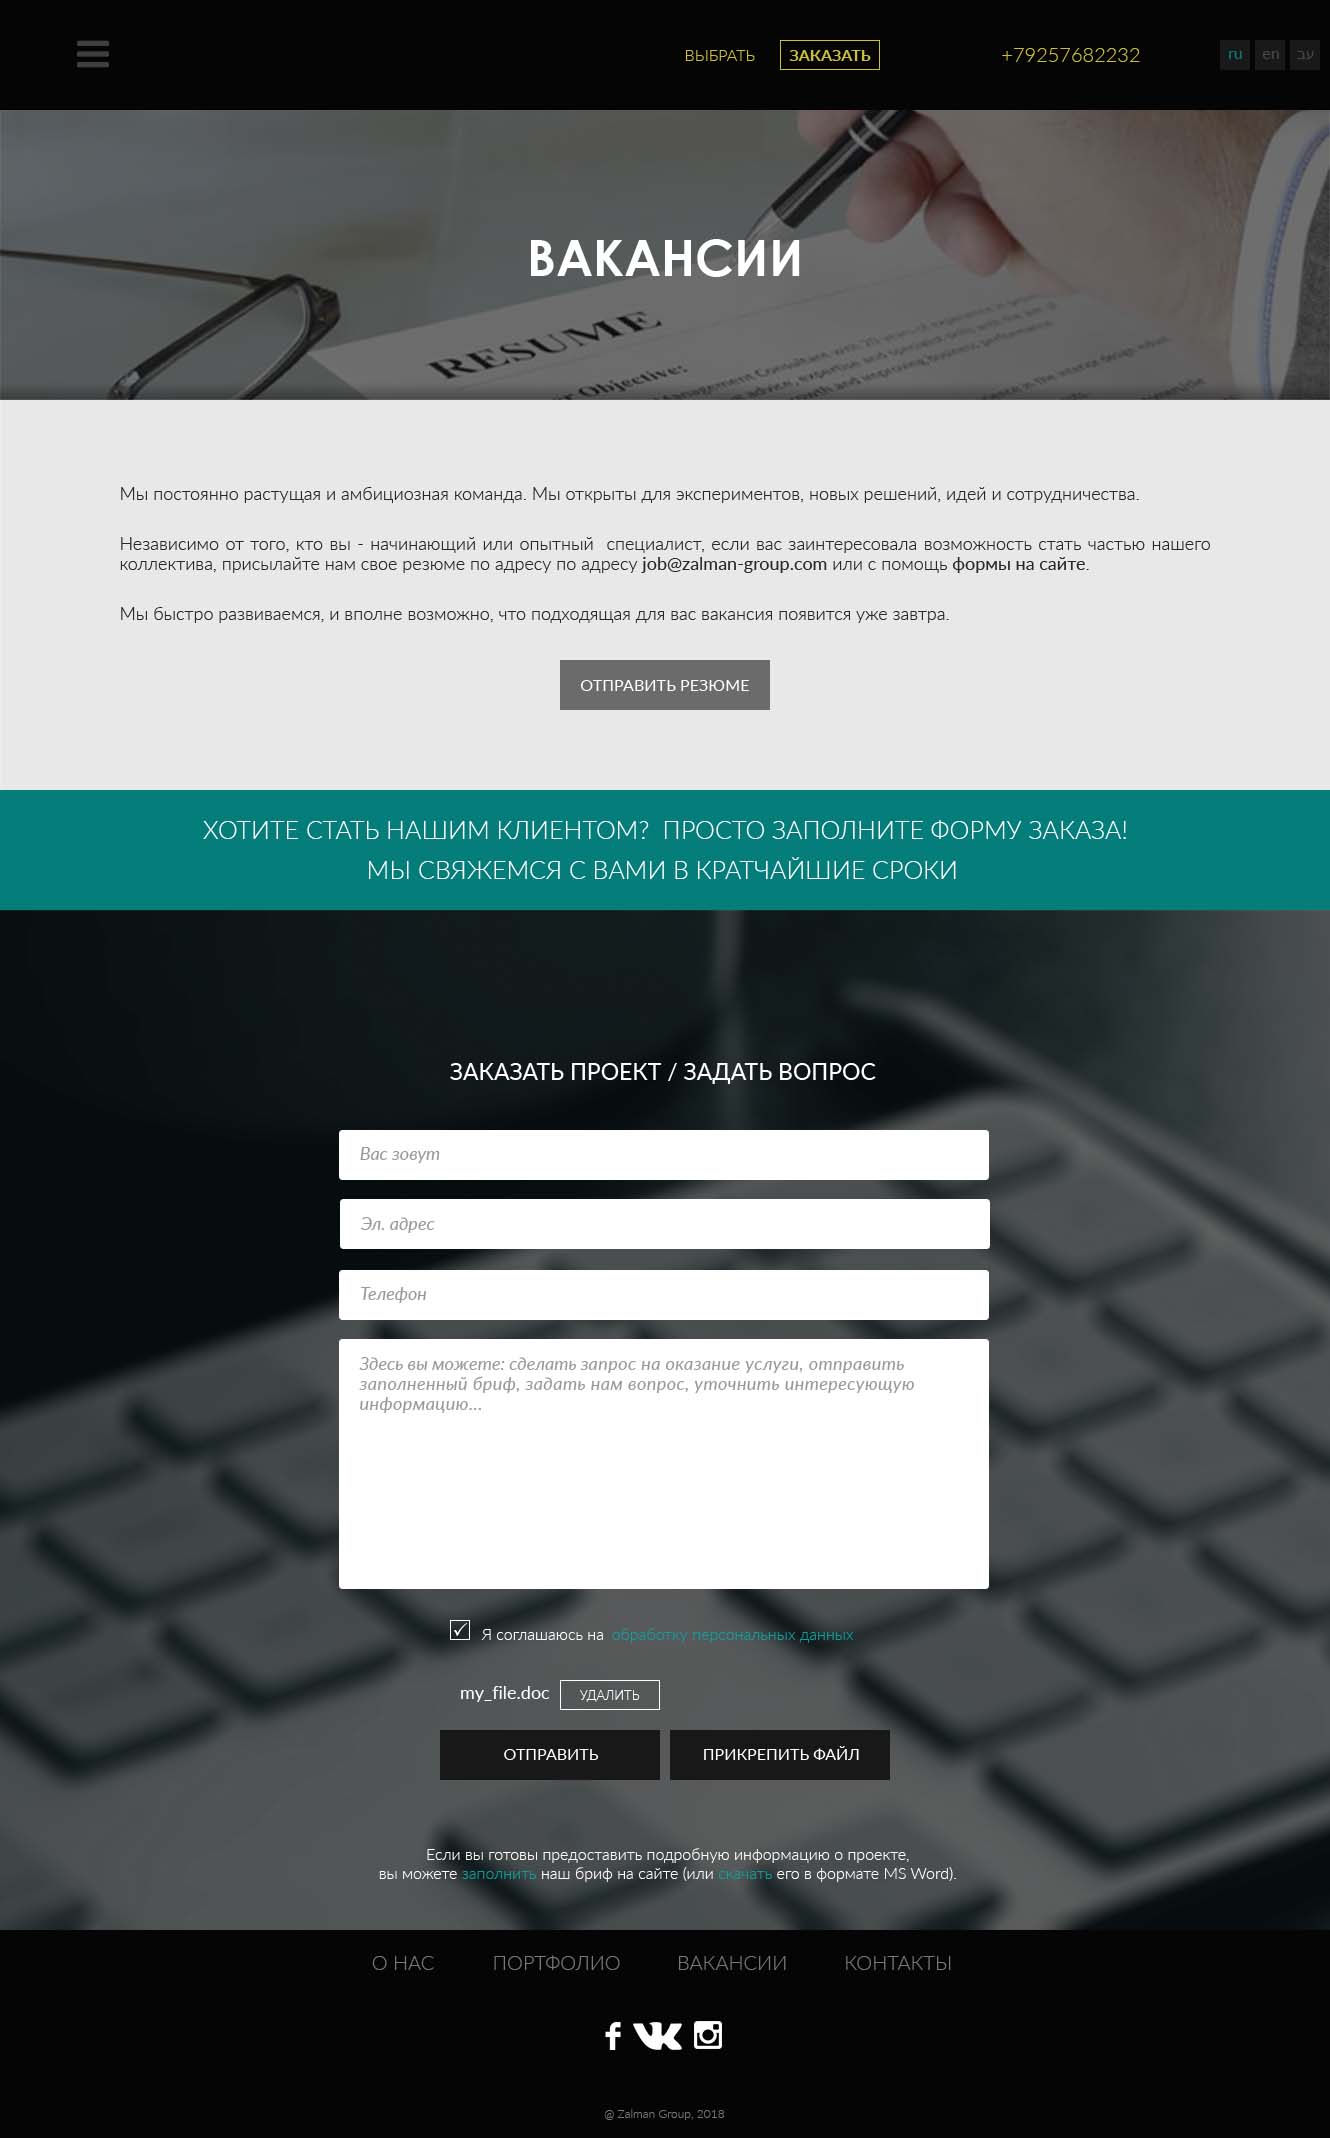 ВЫБРАТЬ ЗАКАЗАТЬ +79257682232 ru en עב
ВАКАНСИИ
RESUME
Objective:
Мы постоянно растущая и амбициозная команда. Мы открыты для экспериментов, новых решений, идей и сотрудничества.
Независимо от того, кто вы - начинающий или опытный специалист, если вас заинтересовала возможность стать частью нашего
коллектива, присылайте нам свое резюме по адресу по адресу job@zalman-group.com или с помощь формы на сайте.
Мы быстро развиваемся, и вполне возможно, что подходящая для вас вакансия появится уже завтра.
ОТПРАВИТЬ РЕЗЮМЕ
ХОТИТЕ СТАТЬ НАШИМ КЛИЕНТОМ? ПРОСТО ЗАПОЛНИТЕ ФОРМУ ЗАКАЗА!
МЫ СВЯЖЕМСЯ С ВАМИ В КРАТЧАЙШИЕ СРОКИ
ЗАКАЗАТЬ ПРОЕКТ / ЗАДАТЬ ВОПРОС
Вас зовут
Эл. адрес
Телефон
Здесь вы можете: сделать запрос на оказание услуги, отправить
заполненный бриф, задать нам вопрос, уточнить интересующую
информацию...
Я соглашаюсь на обработку персональных данных
my_file.doc УДАЛИТЬ
ОТПРАВИТЬ ПРИКРЕПИТЬ ФАЙЛ
Если вы готовы предоставить подробную информацию о проекте,
вы можете заполнить наш бриф на сайте (или скачать его в формате MS Word).
О НАС ПОРТФОЛИО ВАКАНСИИ КОНТАКТЫ
@ Zalman Group, 2018